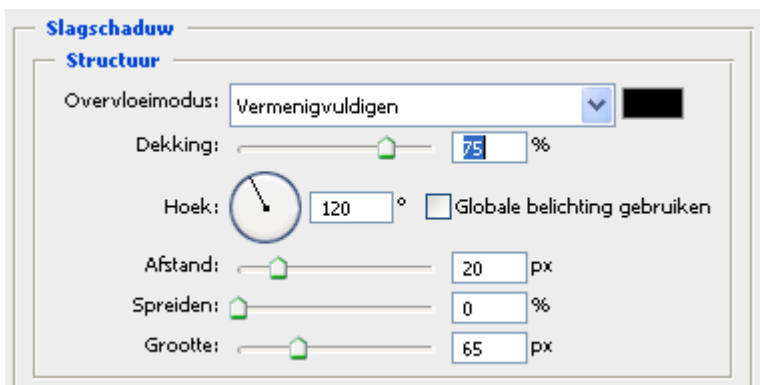 Slagschaduw
Structuur
Overvloeimodus: Vermenigvuldigen
Dekking: 75 %
Hoek: 120 ° Globale belichting gebruiken
Afstand: 20 px
Spreiden: 0 %
Grootte: 65 px